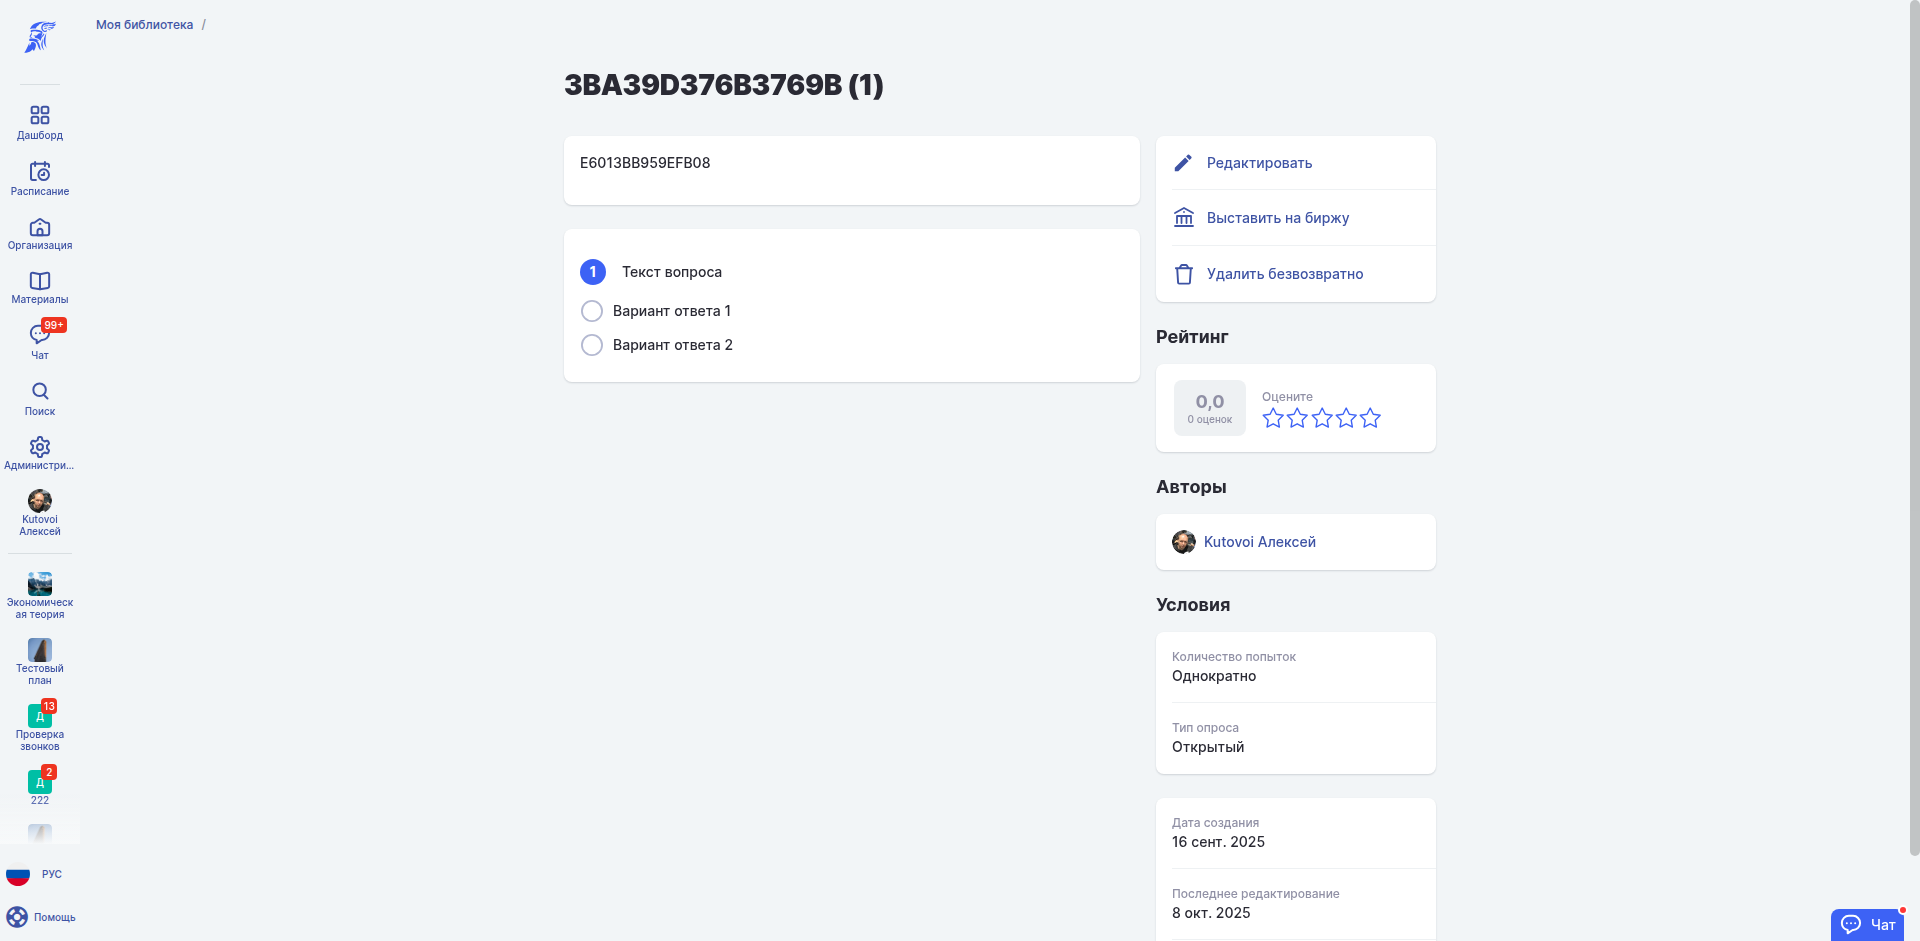 Моя библиотека /
Дашборд
Расписание
Организация
Материалы
99+
Чат
Поиск
Администри...
Kutovoi
Алексей
Экономическ
ая теория
Тестовый
план
13
Д
Проверка
звонков
2
Д
222
РУС
Помощь
3BA39D376B3769B (1)
E6013BB959EFB08
1 Текст вопроса
Вариант ответа 1
Вариант ответа 2
Редактировать
Выставить на биржу
Удалить безвозвратно
Рейтинг
0,0
0 оценок
Оцените
Авторы
Kutovoi Алексей
Условия
Количество попыток
Однократно
Тип опроса
Открытый
Дата создания
16 сент. 2025
Последнее редактирование
8 окт. 2025
Чат